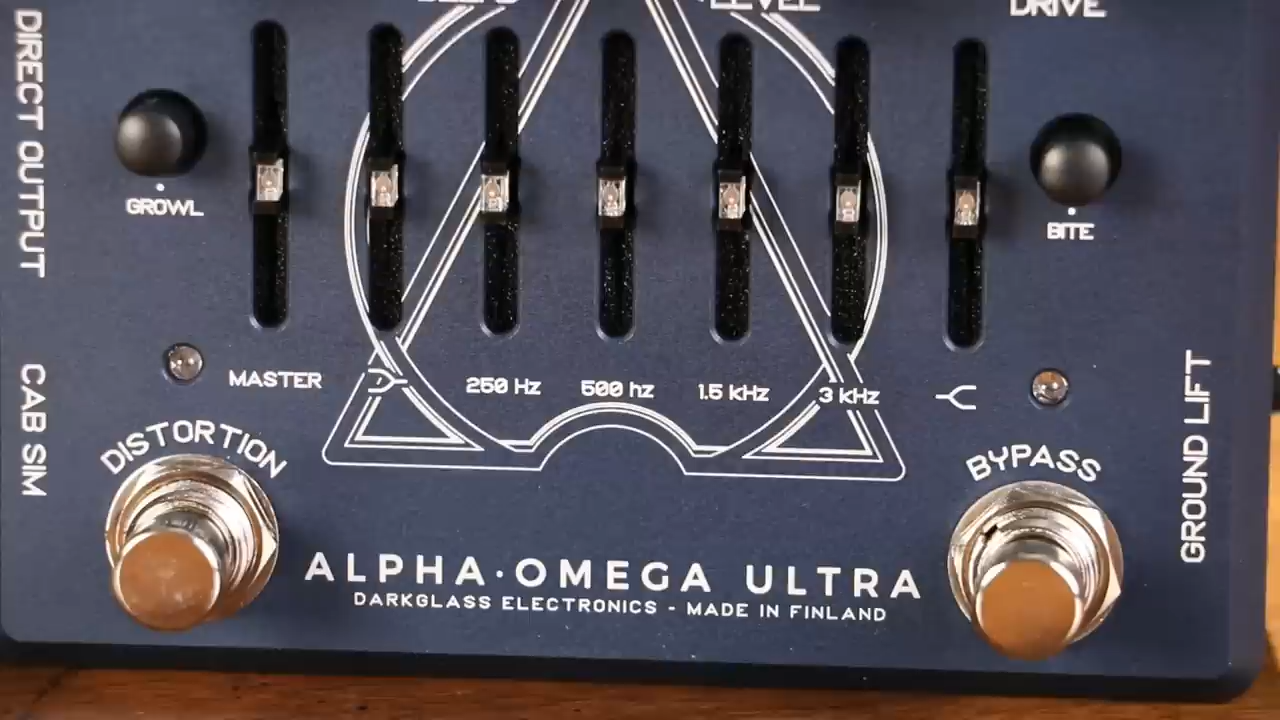 LEVEL
DRIVE
DIRECT OUTPUT
GROWL
BITE
MASTER
250 Hz
500 hz
1.5 kHz
3 kHz
CAB SIM
GROUND LIFT
DISTORTION
BYPASS
ALPHA·OMEGA ULTRA
DARKGLASS ELECTRONICS - MADE IN FINLAND